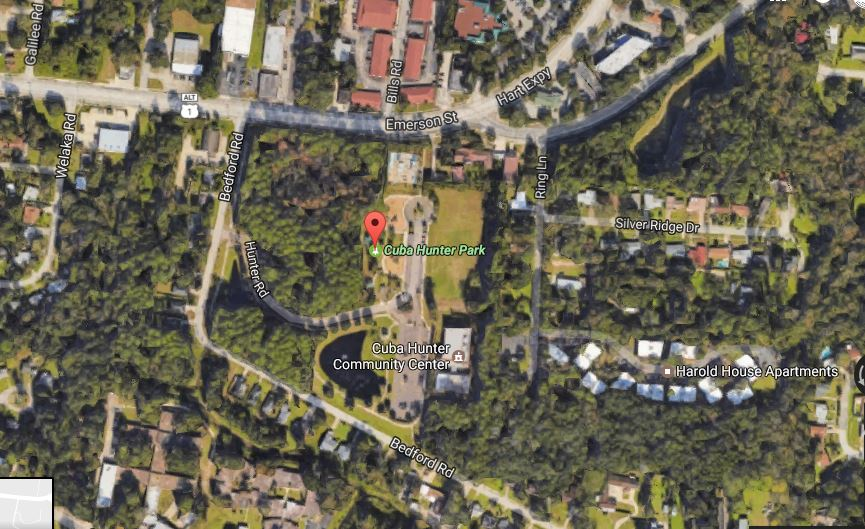 Galilee Rd
Bills Rd
Hart Expy
ALT
1
Emerson St
Welaka Rd
Bedford Rd
Ring Ln
Silver Ridge Dr
Cuba Hunter Park
Hunter Rd
Cuba Hunter
Community Center
Harold House Apartments
Bedford Rd